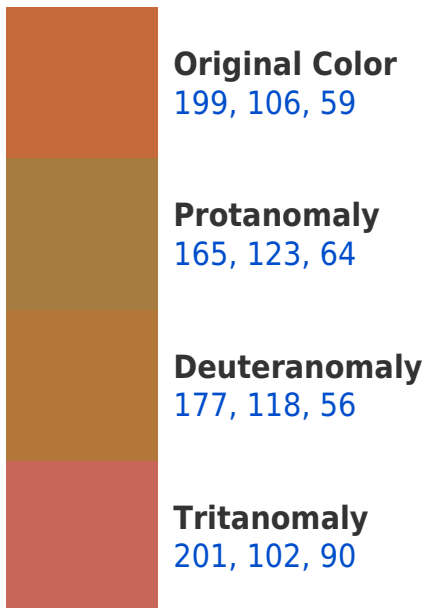 Original Color
199, 106, 59
Protanomaly
165, 123, 64
Deuteranomaly
177, 118, 56
Tritanomaly
201, 102, 90